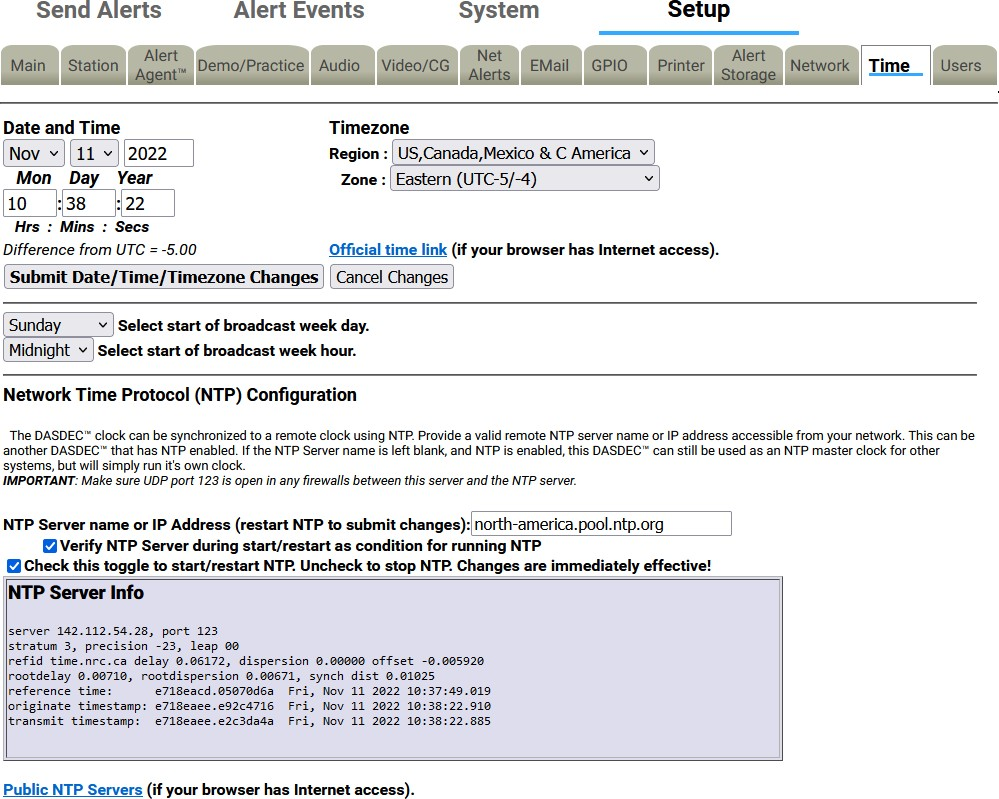 Send Alerts Alert Events System Setup
Main Station Alert Agent™ Demo/Practice Audio Video/CG Net Alerts EMail GPIO Printer Alert Storage Network Time Users
Date and Time
Nov 11 2022
Mon Day Year
10 : 38 : 22
Hrs : Mins : Secs
Difference from UTC = -5.00
Timezone
Region : US,Canada,Mexico & C America
Zone : Eastern (UTC-5/-4)
Official time link (if your browser has Internet access).
Submit Date/Time/Timezone Changes Cancel Changes
Sunday Select start of broadcast week day.
Midnight Select start of broadcast week hour.
Network Time Protocol (NTP) Configuration
The DASDEC™ clock can be synchronized to a remote clock using NTP. Provide a valid remote NTP server name or IP address accessible from your network. This can be
another DASDEC™ that has NTP enabled. If the NTP Server name is left blank, and NTP is enabled, this DASDEC™ can still be used as an NTP master clock for other
systems, but will simply run it's own clock.
IMPORTANT: Make sure UDP port 123 is open in any firewalls between this server and the NTP server.
NTP Server name or IP Address (restart NTP to submit changes): north-america.pool.ntp.org
Verify NTP Server during start/restart as condition for running NTP
Check this toggle to start/restart NTP. Uncheck to stop NTP. Changes are immediately effective!
NTP Server Info
server 142.112.54.28, port 123
stratum 3, precision -23, leap 00
refid time.nrc.ca delay 0.06172, dispersion 0.00000 offset -0.005920
rootdelay 0.00710, rootdispersion 0.00671, synch dist 0.01025
reference time: e718eacd.05070d6a Fri, Nov 11 2022 10:37:49.019
originate timestamp: e718eaee.e92c4716 Fri, Nov 11 2022 10:38:22.910
transmit timestamp: e718eaee.e2c3da4a Fri, Nov 11 2022 10:38:22.885
Public NTP Servers (if your browser has Internet access).